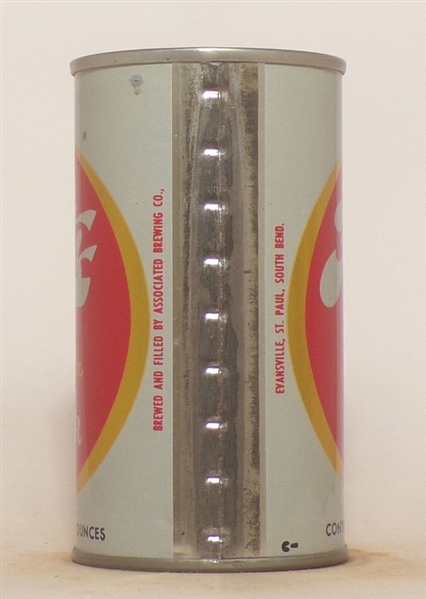 BREWED AND FILLED BY ASSOCIATED BREWING CO.,
EVANSVILLE, ST. PAUL, SOUTH BEND.
OUNCES
CONT